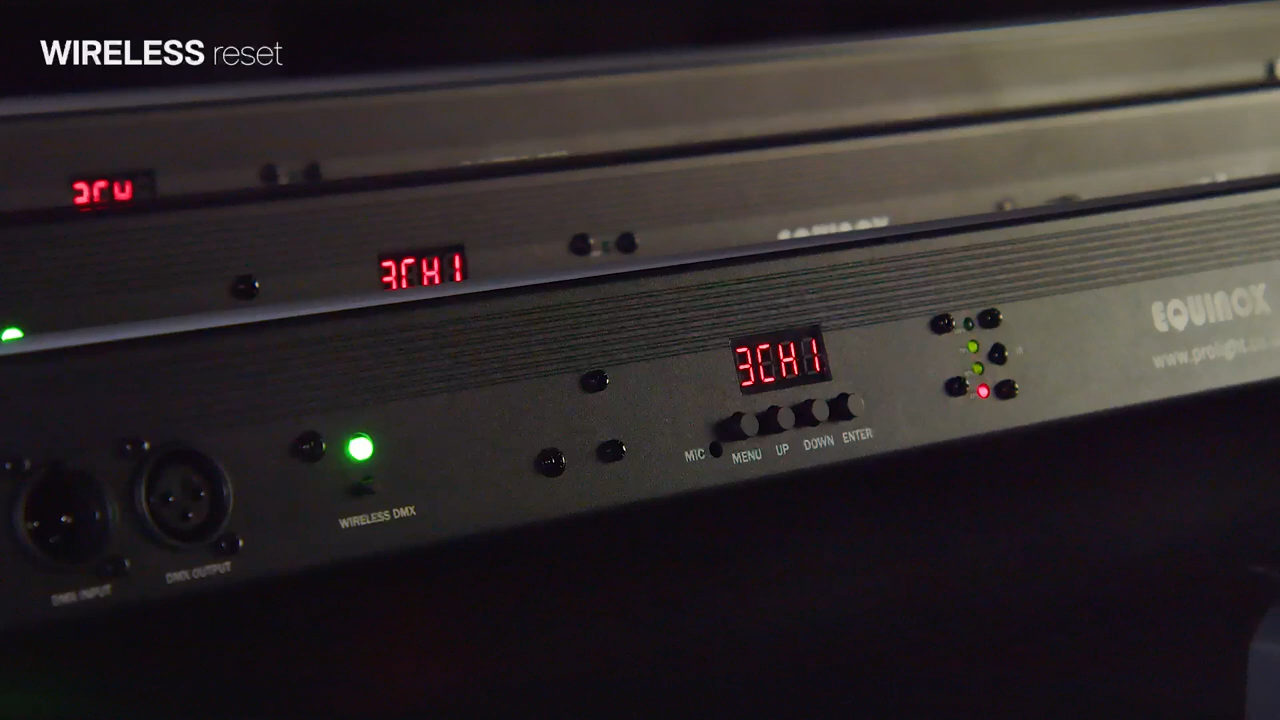 WIRELESS reset
3CH1
EQUINOX
3CH1
EQUINOX
www.prolight.co.uk
MIC MENU UP DOWN ENTER
WIRELESS DMX
DMX INPUT DMX OUTPUT